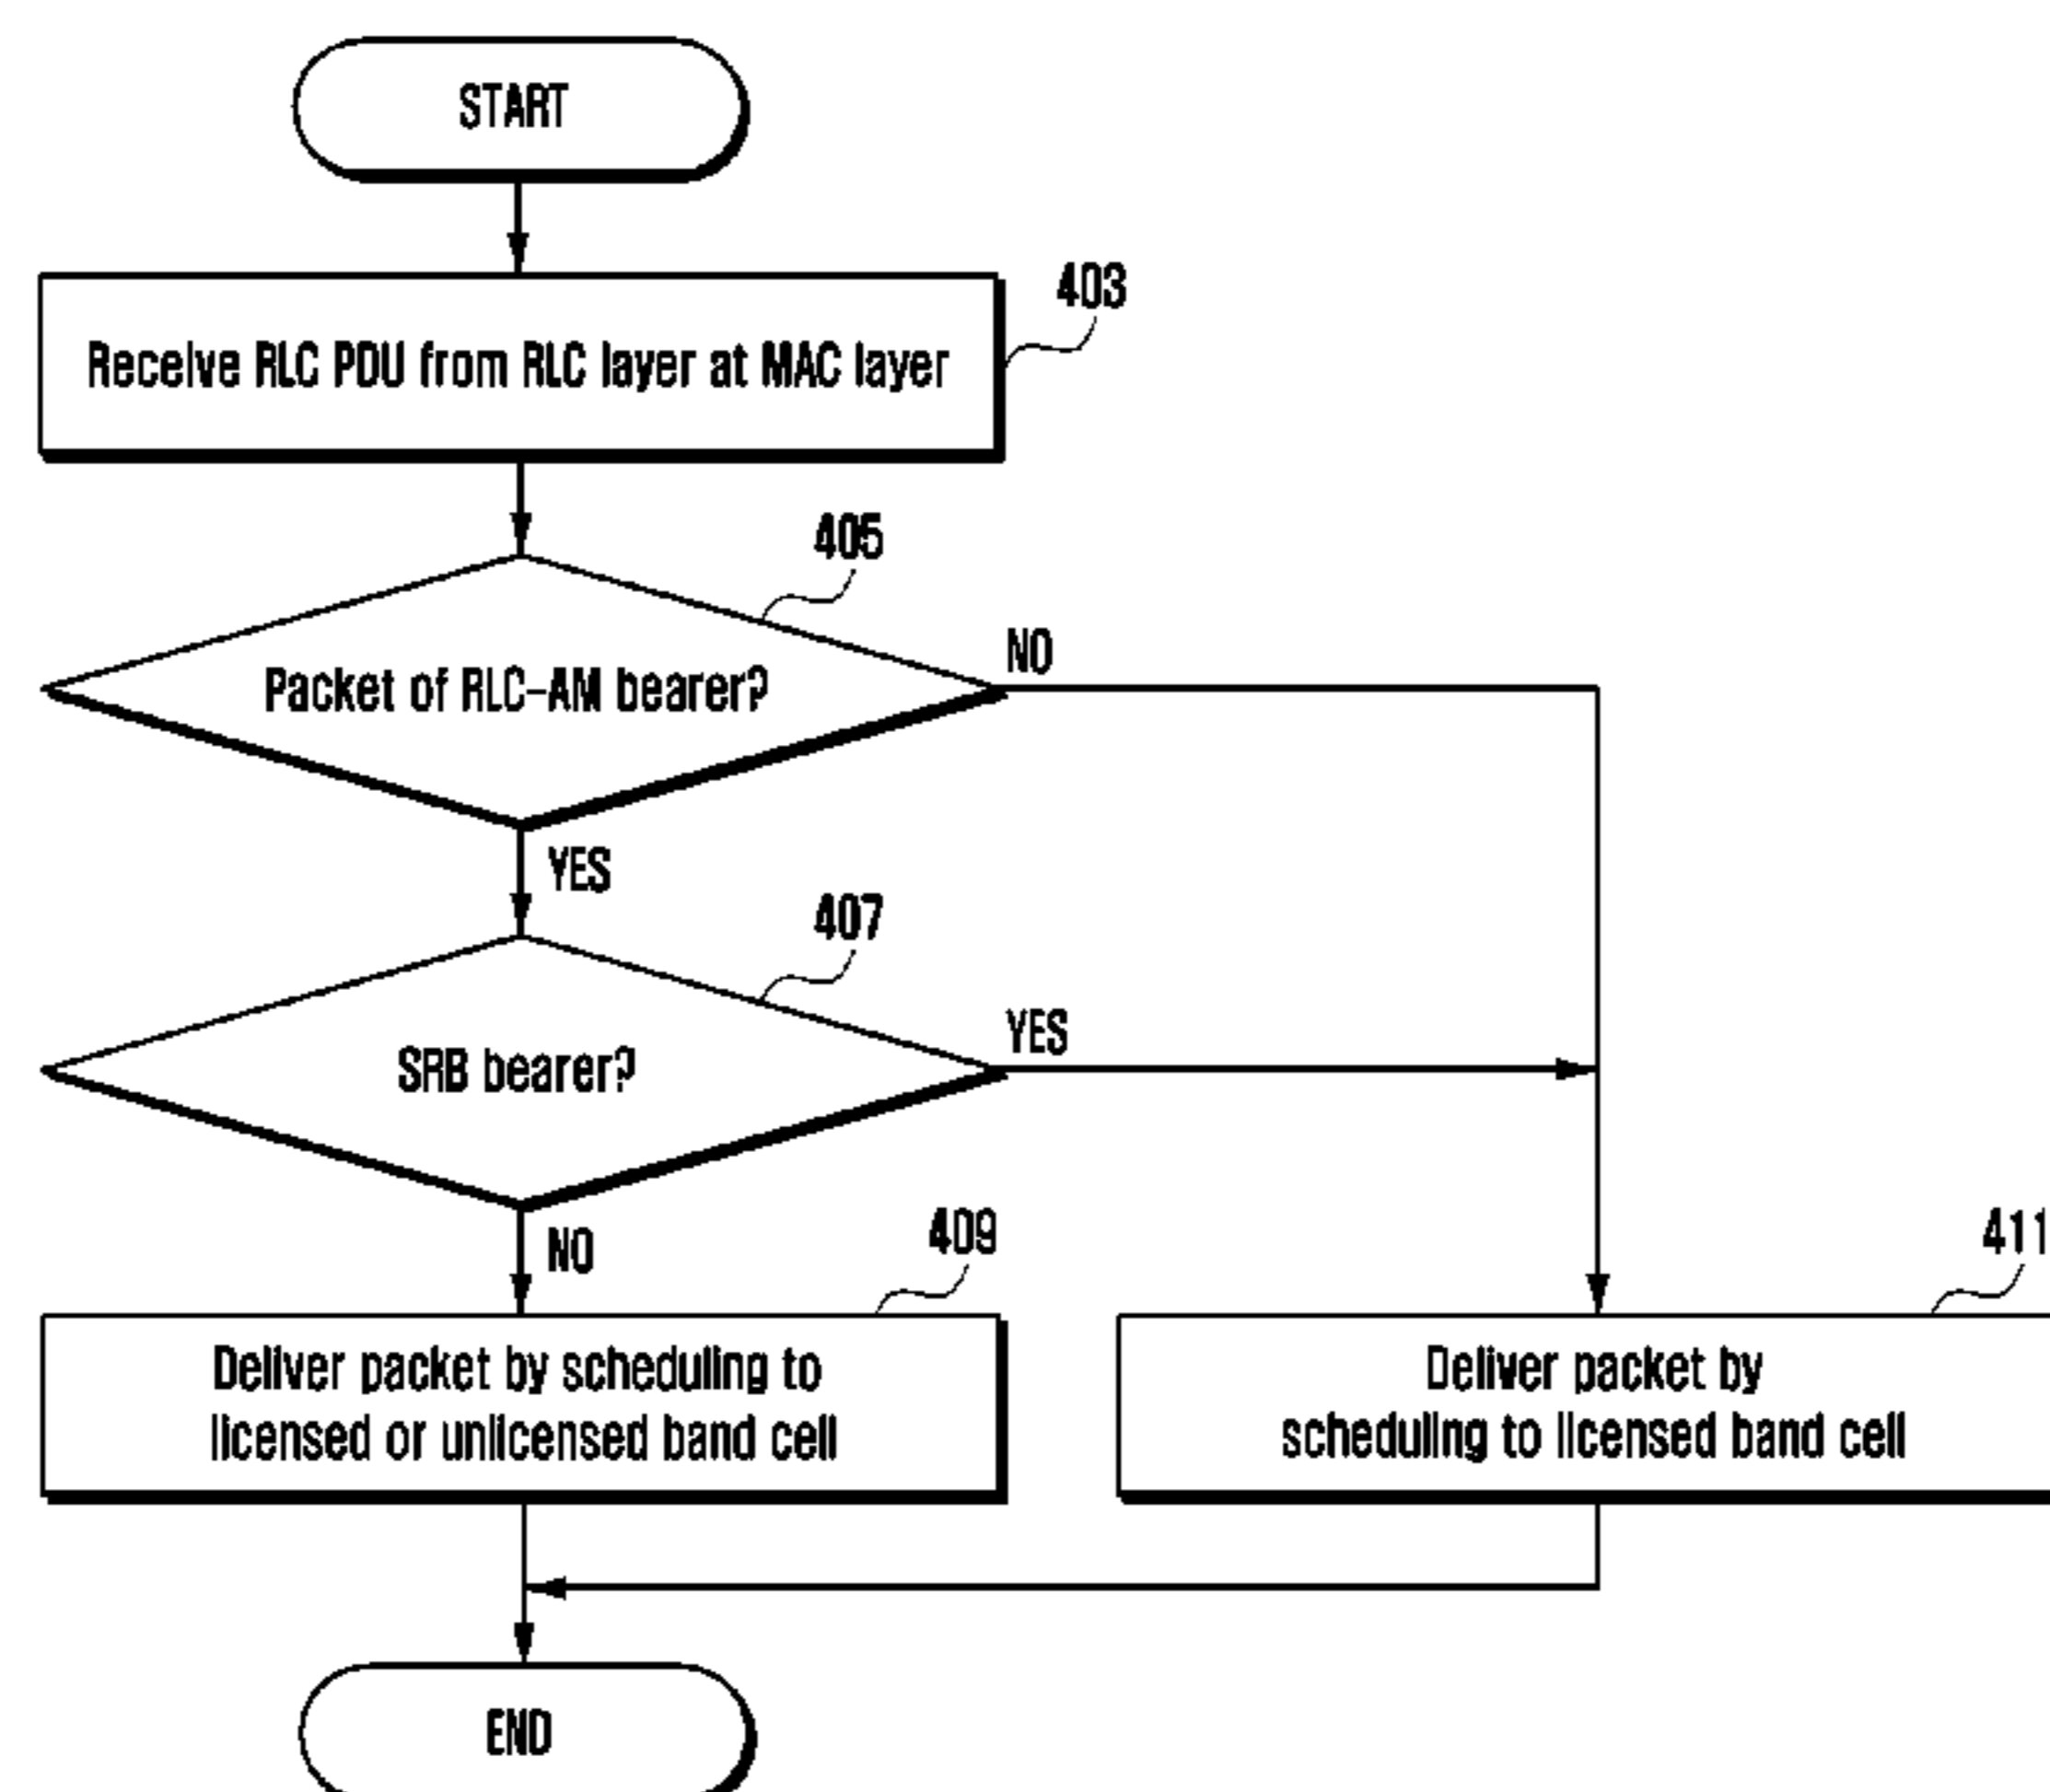 START
403
Receive RLC PDU from RLC layer at MAC layer
405
Packet of RLC-AM bearer?
NO
YES
407
SRB bearer?
YES
NO
409
411
Deliver packet by scheduling to
licensed or unlicensed band cell
Deliver packet by
scheduling to licensed band cell
END